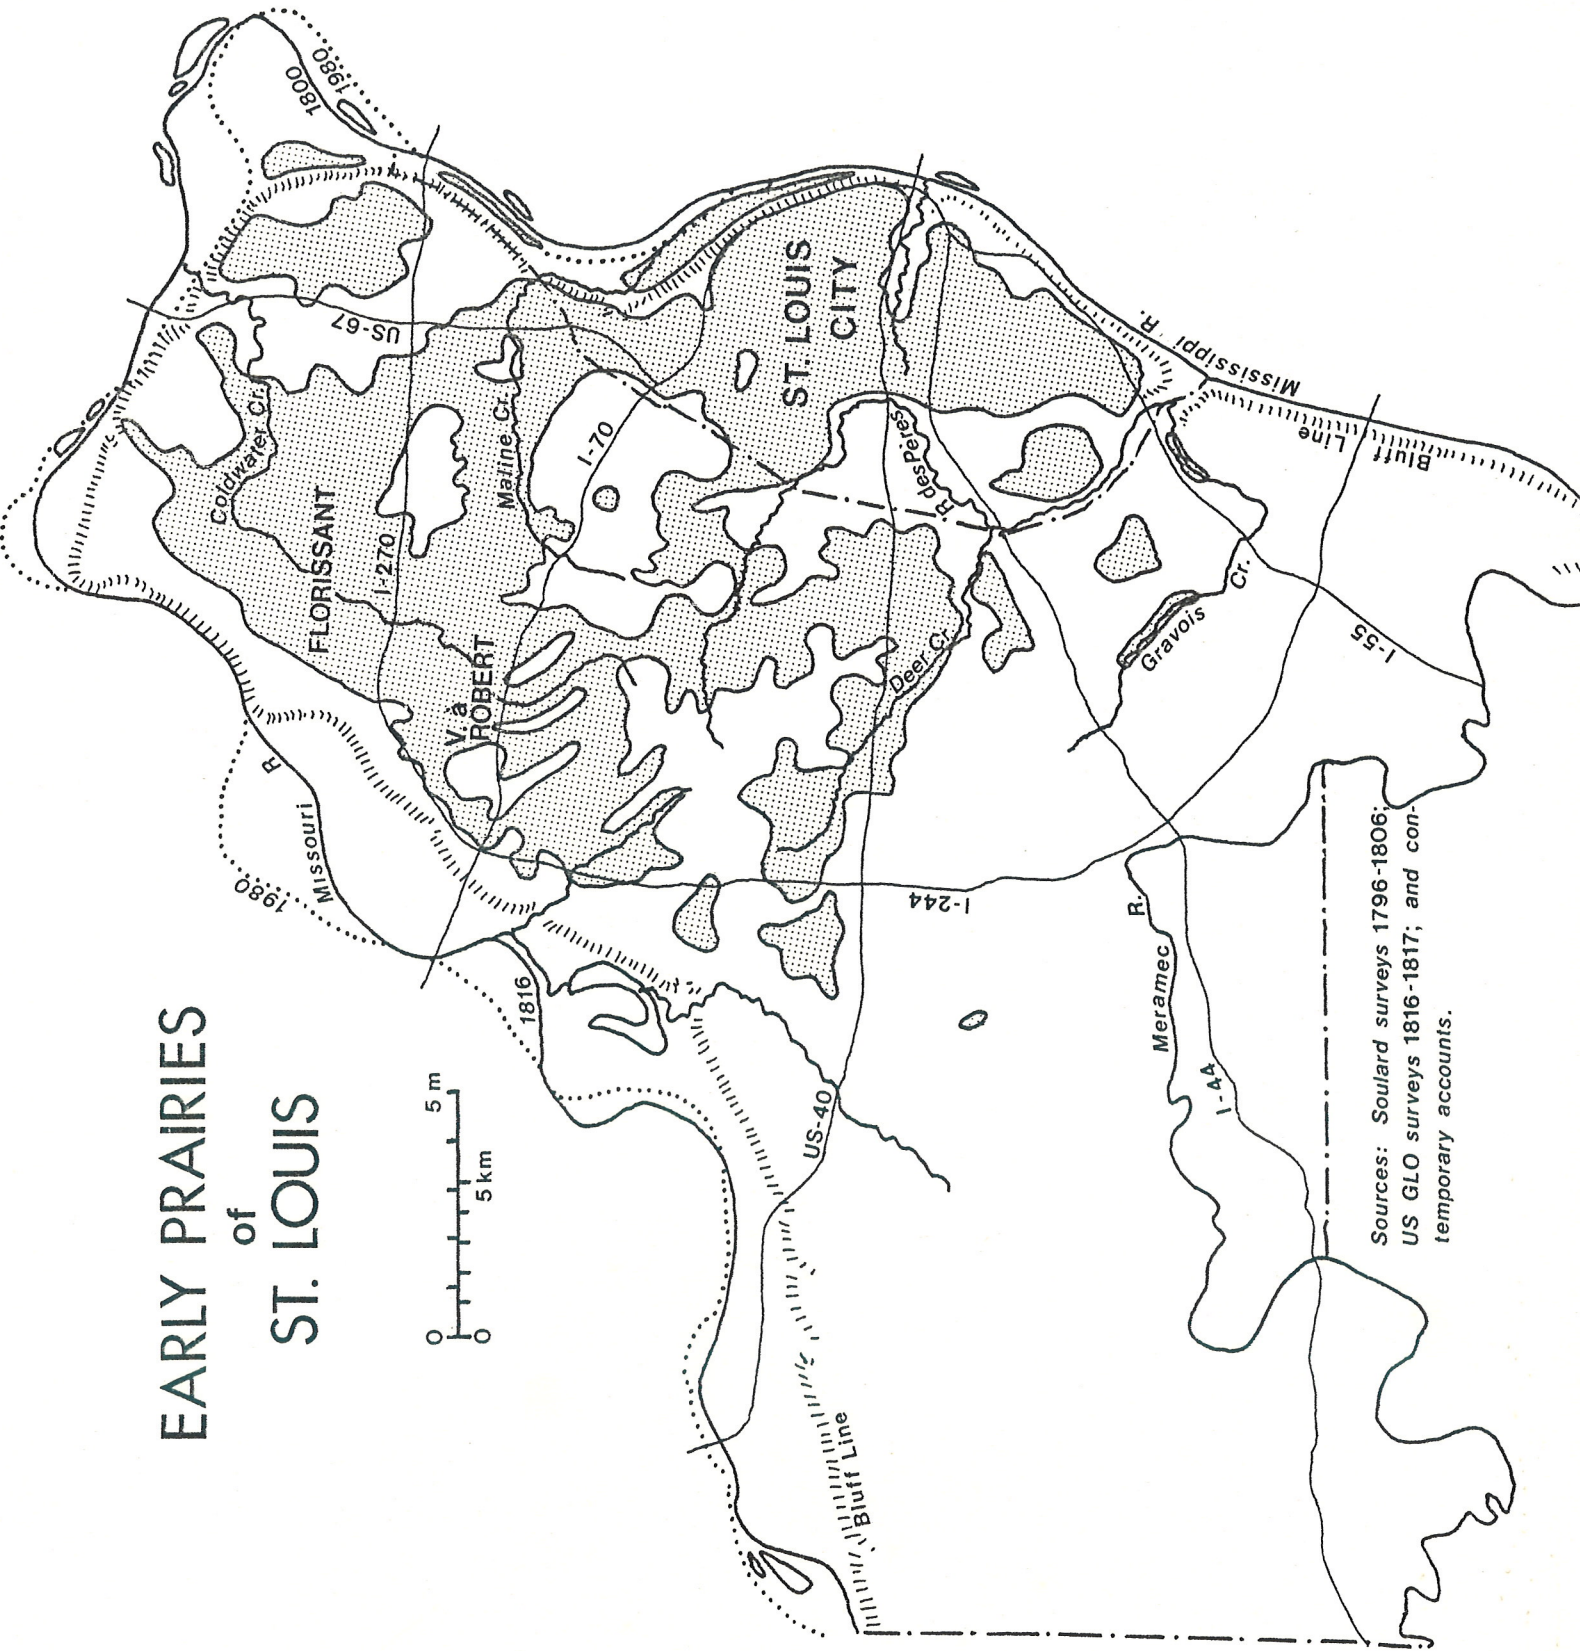 EARLY PRAIRIES
of
ST. LOUIS
0 5 m
0 5 km
1980
1800
US-67
Coldwater Cr.
FLORISSANT
I-270
Maline Cr.
I-70
ST. LOUIS
CITY
V. à
ROBERT
R. des Pères
Deer Cr.
Mississippi R.
Bluff
Line
Gravois Cr.
I-55
Missouri R
1980
1816
I-244
US-40
Meramec R.
I-44
Bluff Line
Sources: Soulard surveys 1796-1806;
US GLO surveys 1816-1817; and con-
temporary accounts.